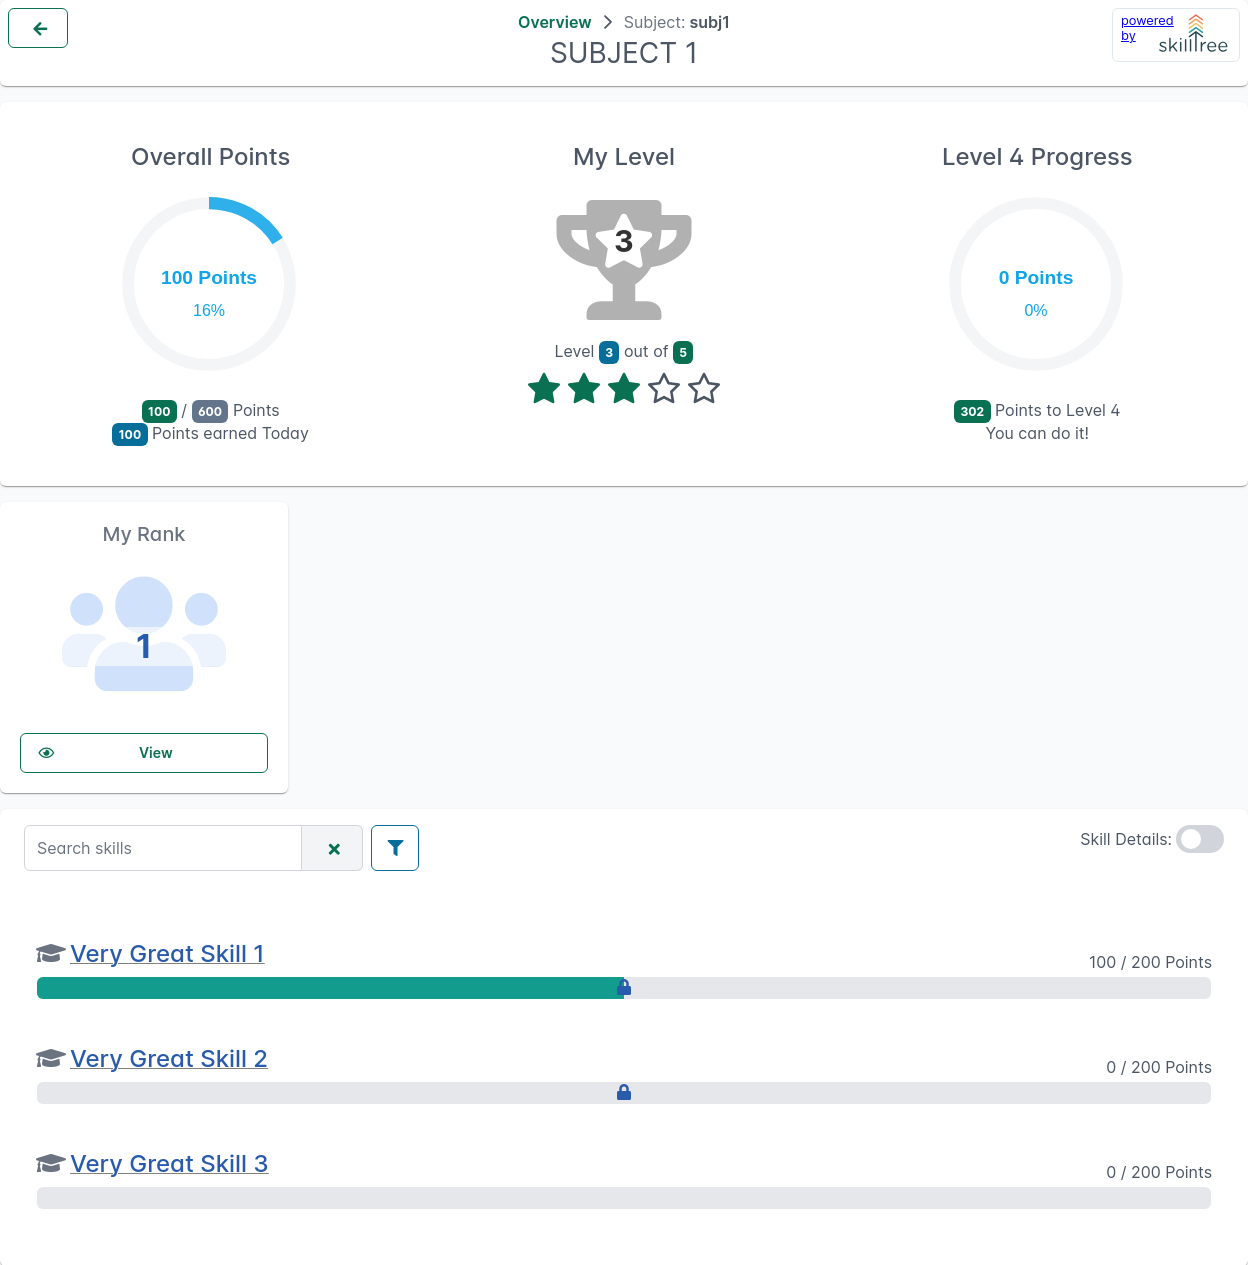 Overview > Subject: subj1
SUBJECT 1
powered
by
skilltree
Overall Points
100 Points
16%
100 / 600 Points
100 Points earned Today
My Level
3
Level 3 out of 5
Level 4 Progress
0 Points
0%
302 Points to Level 4
You can do it!
My Rank
1
View
Search skills
Skill Details:
Very Great Skill 1
100 / 200 Points
Very Great Skill 2
0 / 200 Points
Very Great Skill 3
0 / 200 Points